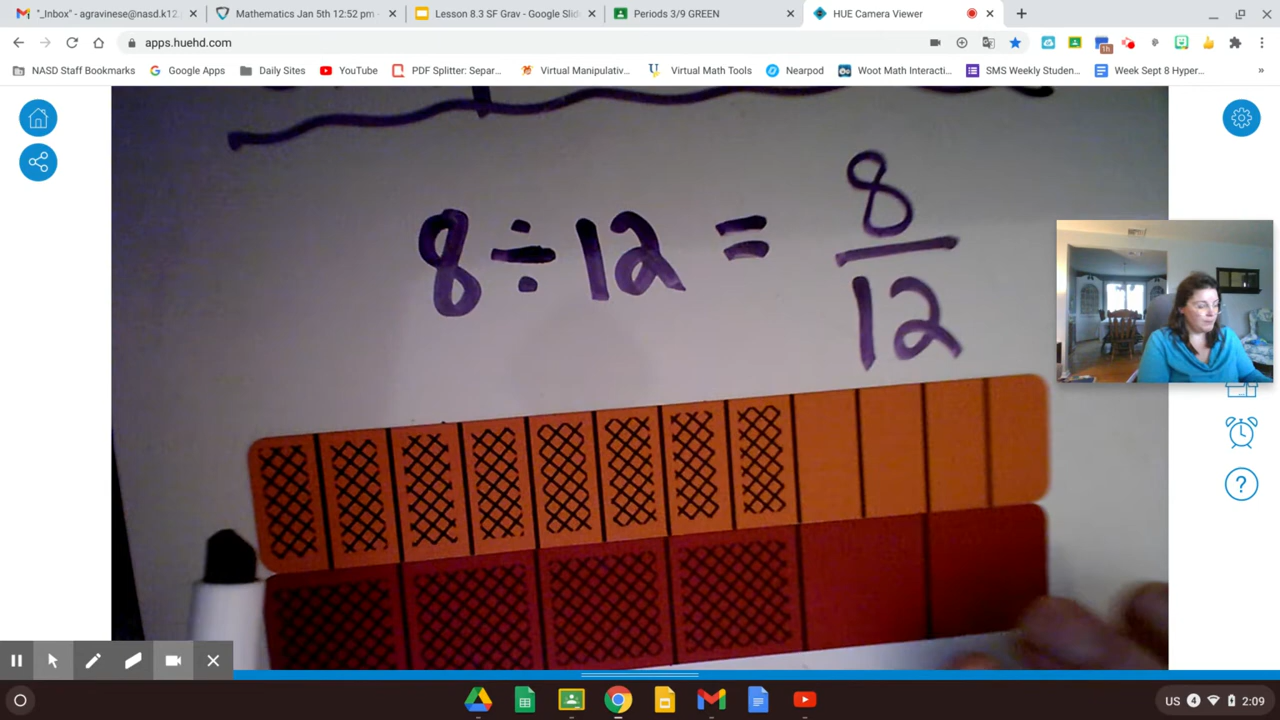 "_Inbox" - agravinese@nasd.k12.
Mathematics Jan 5th 12:52 pm -
Lesson 8.3 SF Grav - Google Slid
Periods 3/9 GREEN
HUE Camera Viewer
apps.huehd.com
1h
NASD Staff Bookmarks
Google Apps
Daily Sites
YouTube
PDF Splitter: Separ...
Virtual Manipulativ...
Virtual Math Tools
Nearpod
Woot Math Interacti...
SMS Weekly Studen...
Week Sept 8 Hyper...
»
8 ÷ 12 = 8/12
?
US 4 2:09